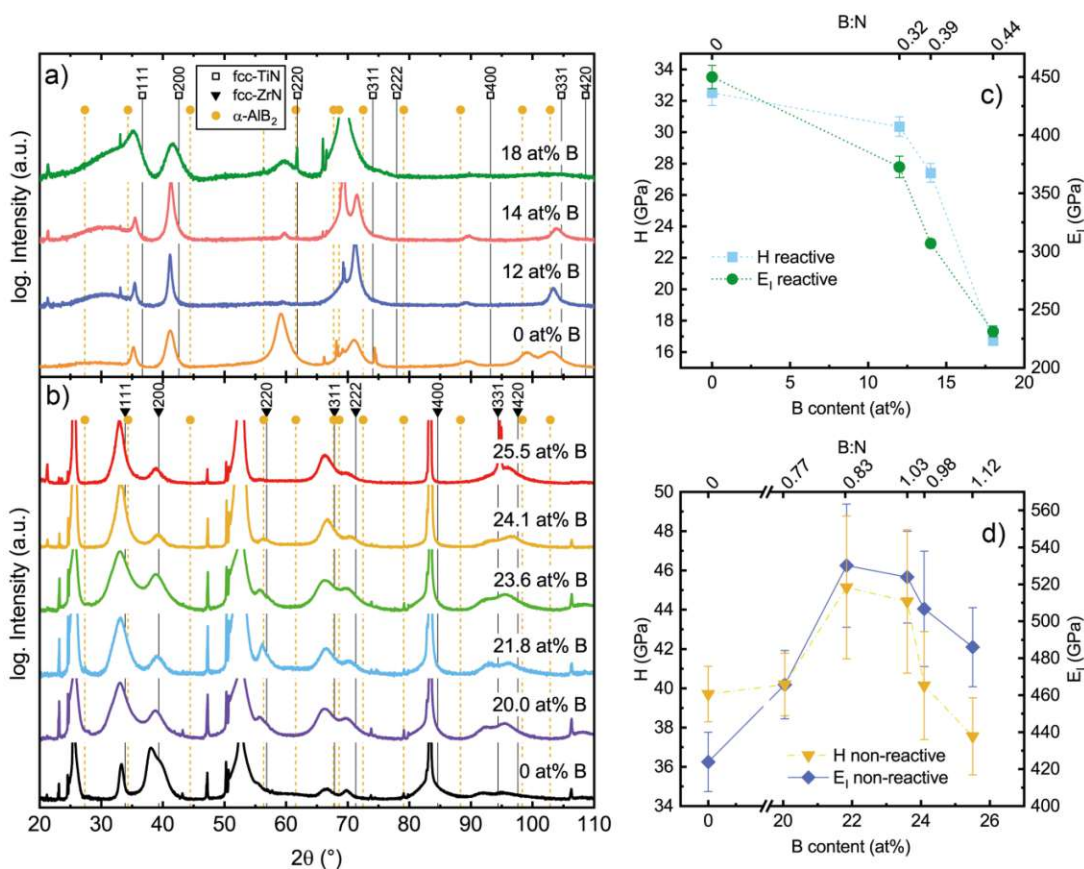 a)
fcc-TiN
fcc-ZrN
α-AlB₂
111
200
220
311
222
400
331
420
18 at% B
14 at% B
12 at% B
0 at% B
log. Intensity (a.u.)
b)
111
200
220
311
222
400
331
420
25.5 at% B
24.1 at% B
23.6 at% B
21.8 at% B
20.0 at% B
0 at% B
log. Intensity (a.u.)
20 30 40 50 60 70 80 90 100 110
2θ (°)
B:N
0 0.32 0.39 0.44
c)
34
32
30
28
26
24
22
20
18
16
H (GPa)
450
400
350
300
250
200
E_I (GPa)
H reactive
E_I reactive
0 5 10 15 20
B content (at%)
B:N
0 0.77 0.83 1.03 0.98 1.12
d)
50
48
46
44
42
40
38
36
34
H (GPa)
560
540
520
500
480
460
440
420
400
E_I (GPa)
H non-reactive
E_I non-reactive
0 20 22 24 26
B content (at%)